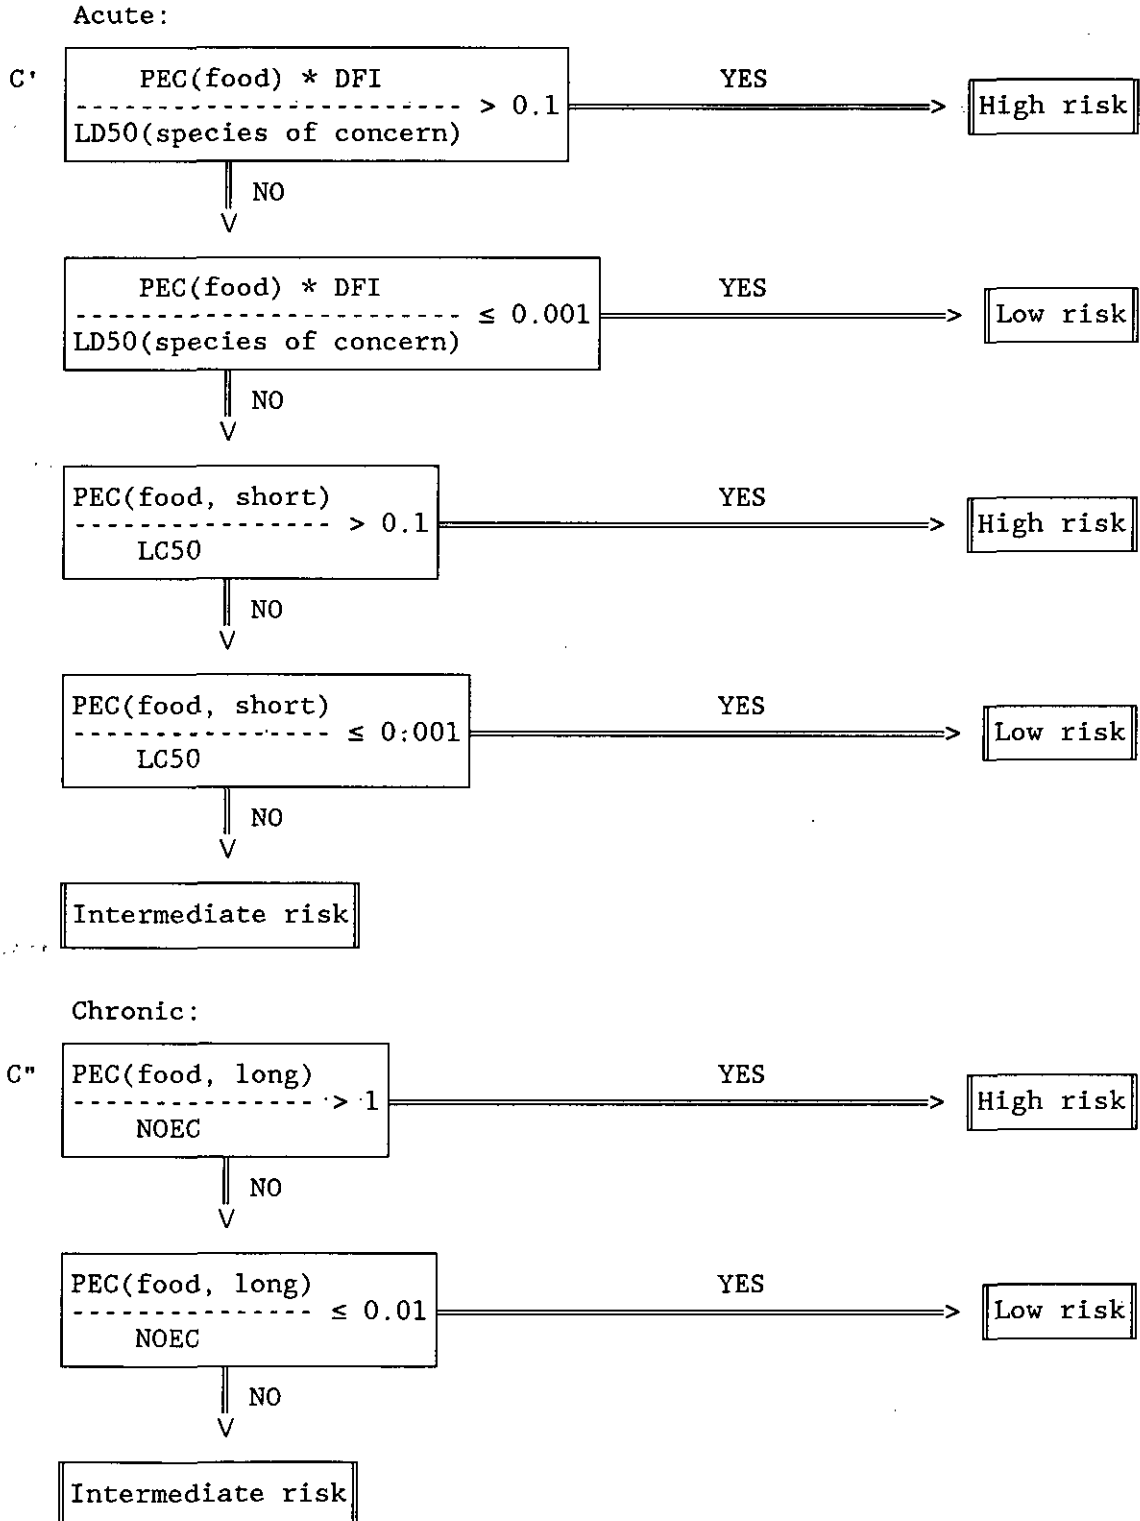 Acute:
C' PEC(food) * DFI
----------------------- > 0.1 YES > High risk
LD50(species of concern)
NO
V
PEC(food) * DFI
----------------------- ≤ 0.001 YES > Low risk
LD50(species of concern)
NO
V
PEC(food, short)
---------------- > 0.1 YES > High risk
LC50
NO
V
PEC(food, short)
---------------- ≤ 0:001 YES > Low risk
LC50
NO
V
Intermediate risk
Chronic:
C" PEC(food, long)
--------------- > 1 YES > High risk
NOEC
NO
V
PEC(food, long)
--------------- ≤ 0.01 YES > Low risk
NOEC
NO
V
Intermediate risk